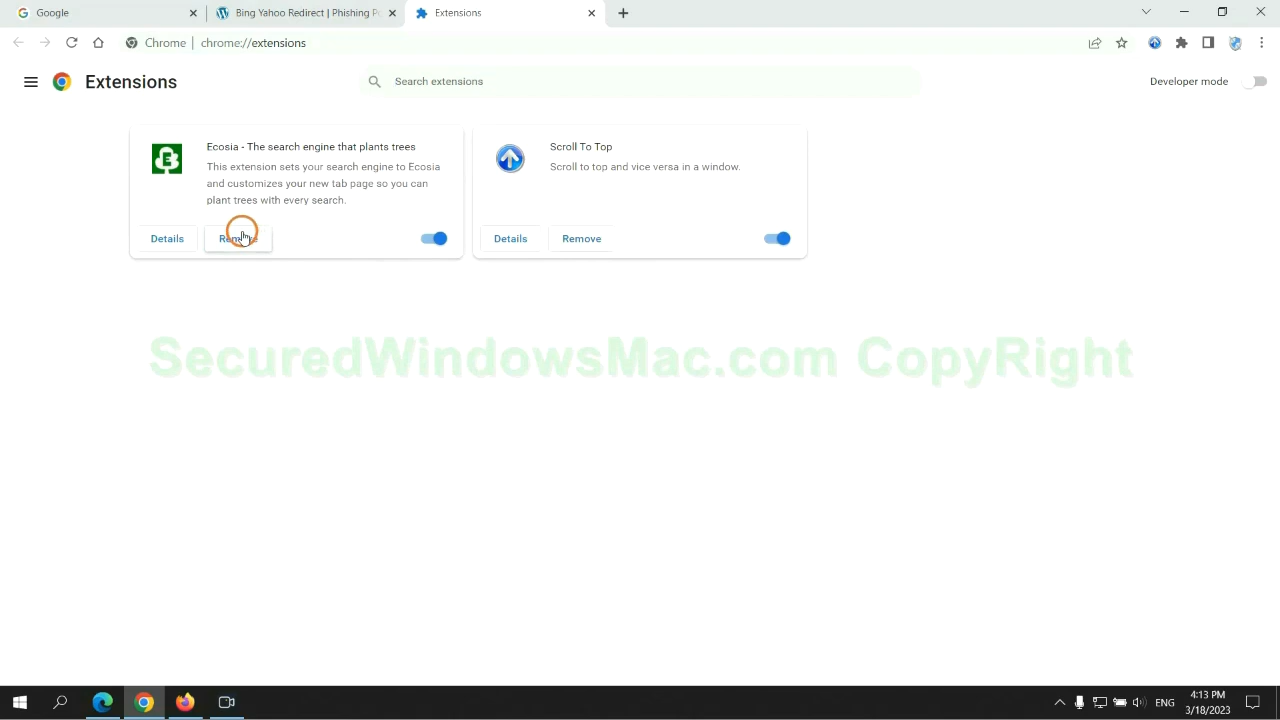 Google
Bing Yahoo Redirect | Phishing Po
Extensions
Chrome
chrome://extensions
Extensions
Search extensions
Developer mode
Ecosia - The search engine that plants trees
This extension sets your search engine to Ecosia
and customizes your new tab page so you can
plant trees with every search.
Details
Remove
Scroll To Top
Scroll to top and vice versa in a window.
Details
Remove
SecuredWindowsMac.com CopyRight
ENG
4:13 PM
3/18/2023